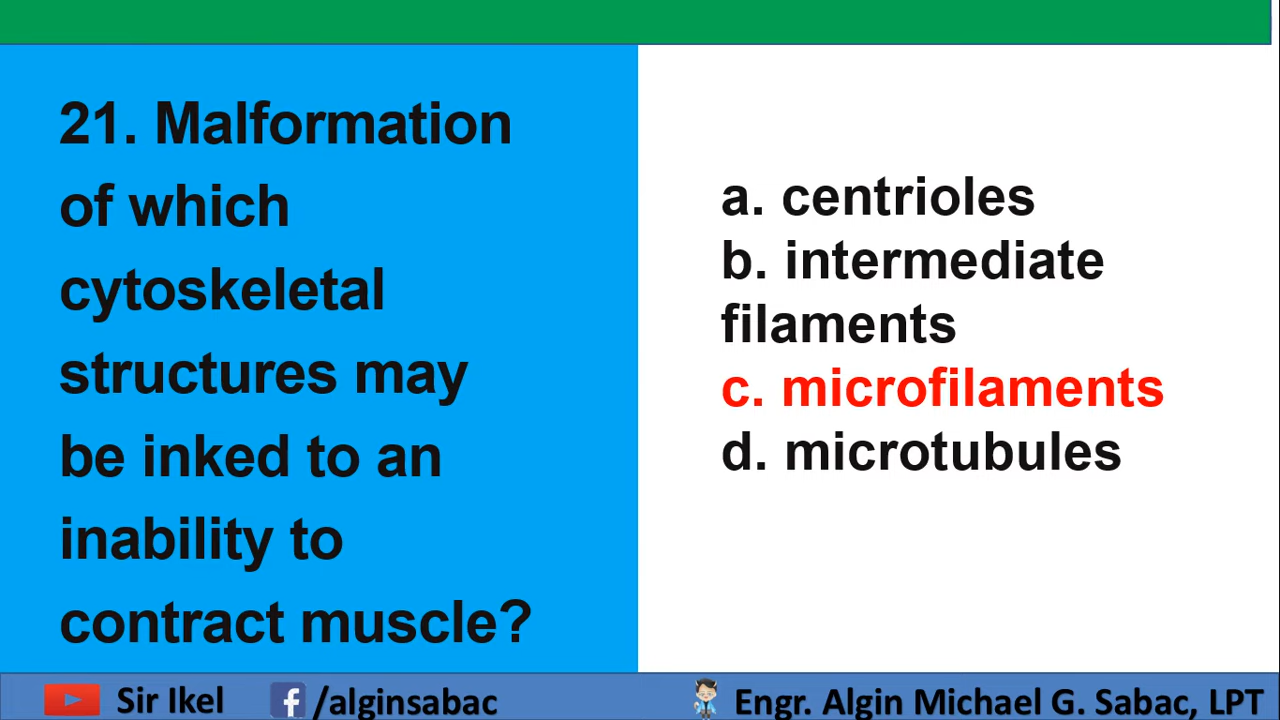 21. Malformation
of which
cytoskeletal
structures may
be inked to an
inability to
contract muscle?
a. centrioles
b. intermediate
filaments
c. microfilaments
d. microtubules
Sir Ikel
/alginsabac
Engr. Algin Michael G. Sabac, LPT